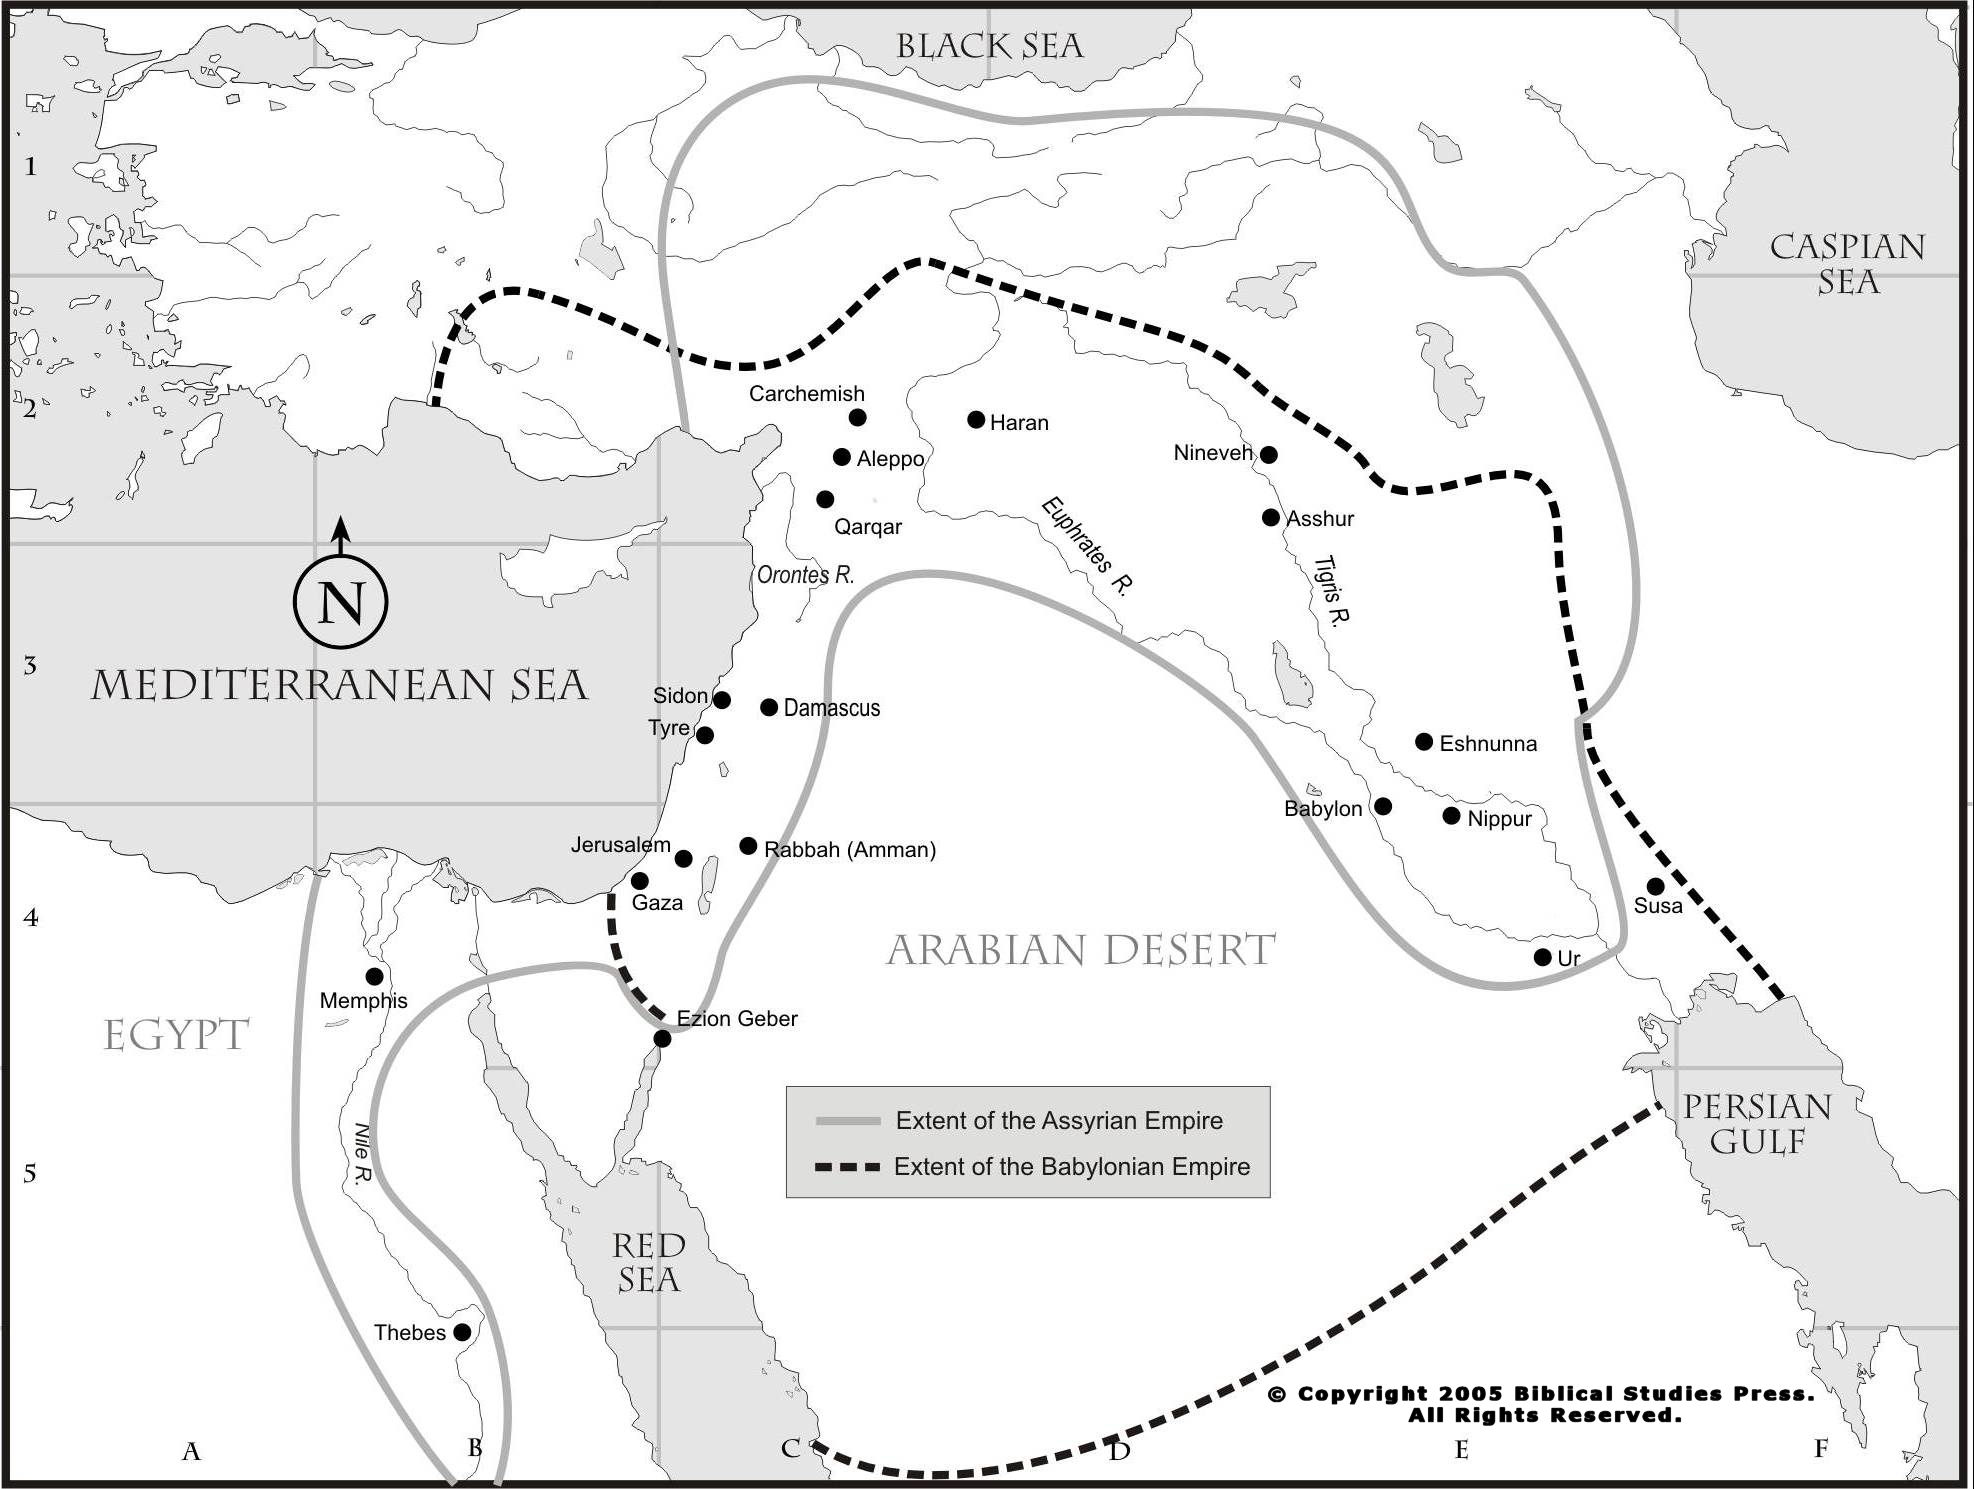 BLACK SEA
1
CASPIAN
SEA
2
Carchemish
Haran
Aleppo
Nineveh
Qarqar
Euphrates R.
Asshur
N
Orontes R.
Tigris R.
3
MEDITERRANEAN SEA
Sidon
Damascus
Tyre
Eshnunna
Babylon
Nippur
Jerusalem
Rabbah (Amman)
Gaza
Susa
4
ARABIAN DESERT
Ur
Memphis
EGYPT
Ezion Geber
Extent of the Assyrian Empire
Extent of the Babylonian Empire
PERSIAN
GULF
Nile R.
5
RED
SEA
Thebes
© Copyright 2005 Biblical Studies Press.
All Rights Reserved.
A
B
C
D
E
F